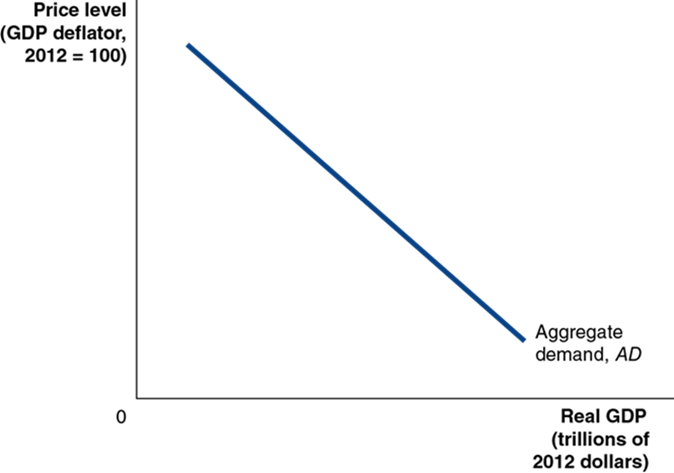 Price level
(GDP deflator,
2012 = 100)
Aggregate
demand, AD
0
Real GDP
(trillions of
2012 dollars)